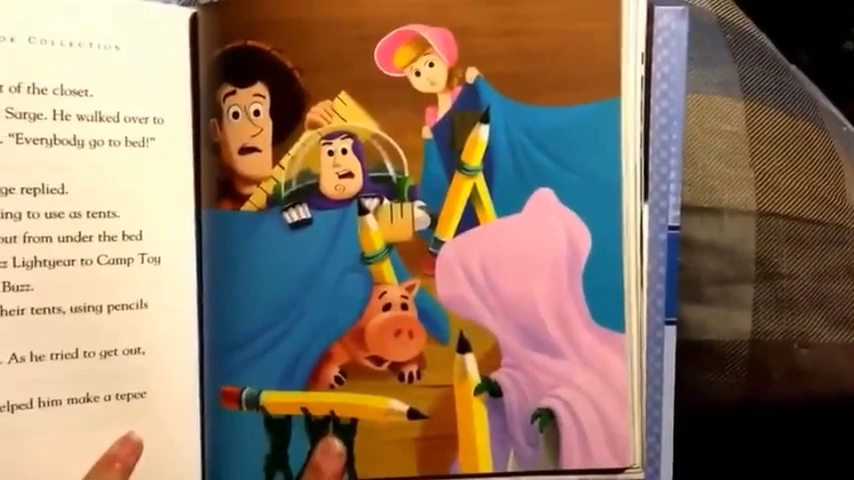 COLLECTION
of the closet.
Sarge. He walked over to
"Everybody go to bed!"
replied.
ing to use as tents.
out from under the bed
Lightyear to Camp Toy
Buzz.
heir tents, using pencils
As he tried to get out,
elped him make a tepee